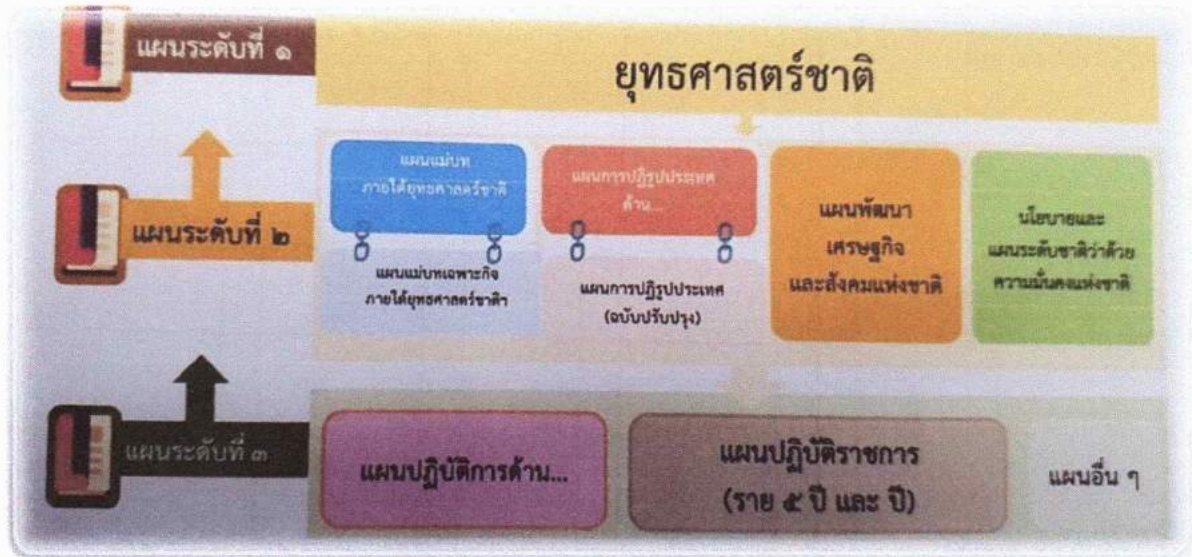 แผนระดับที่ ๑
ยุทธศาสตร์ชาติ
แผนระดับที่ ๒
แผนแม่บท
ภายใต้ยุทธศาสตร์ชาติ
แผนแม่บทเฉพาะกิจ
ภายใต้ยุทธศาสตร์ชาติฯ
แผนการปฏิรูปประเทศ
ด้าน...
แผนการปฏิรูปประเทศ
(ฉบับปรับปรุง)
แผนพัฒนา
เศรษฐกิจ
และสังคมแห่งชาติ
นโยบายและ
แผนระดับชาติว่าด้วย
ความมั่นคงแห่งชาติ
แผนระดับที่ ๓
แผนปฏิบัติการด้าน...
แผนปฏิบัติราชการ
(ราย ๕ ปี และ ปี)
แผนอื่น ๆ